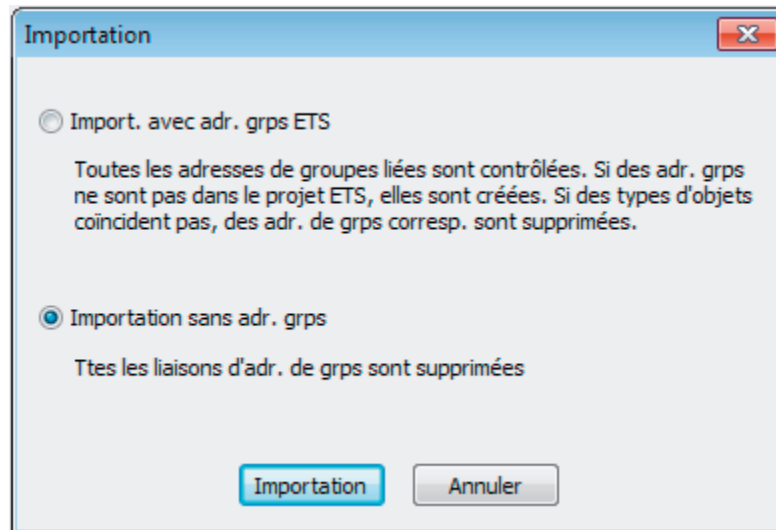 Importation
Import. avec adr. grps ETS
Toutes les adresses de groupes liées sont contrôlées. Si des adr. grps
ne sont pas dans le projet ETS, elles sont créées. Si des types d'objets
coïncident pas, des adr. de grps corresp. sont supprimées.
Importation sans adr. grps
Ttes les liaisons d'adr. de grps sont supprimées
Importation
Annuler